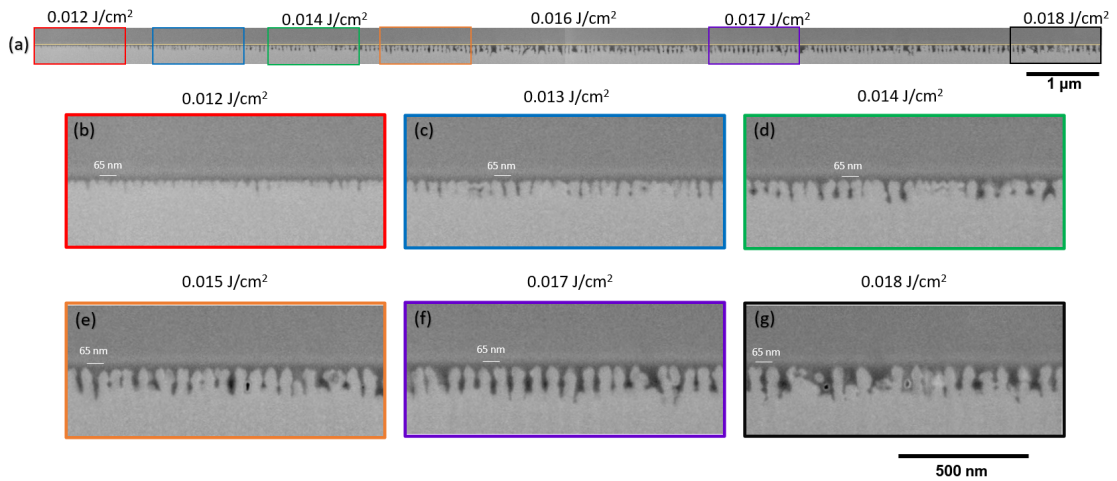 0.012 J/cm² 0.014 J/cm² 0.016 J/cm² 0.017 J/cm² 0.018 J/cm²
(a)
1 µm
0.012 J/cm² 0.013 J/cm² 0.014 J/cm²
(b) (c) (d)
65 nm 65 nm 65 nm
0.015 J/cm² 0.017 J/cm² 0.018 J/cm²
(e) (f) (g)
65 nm 65 nm 65 nm
500 nm